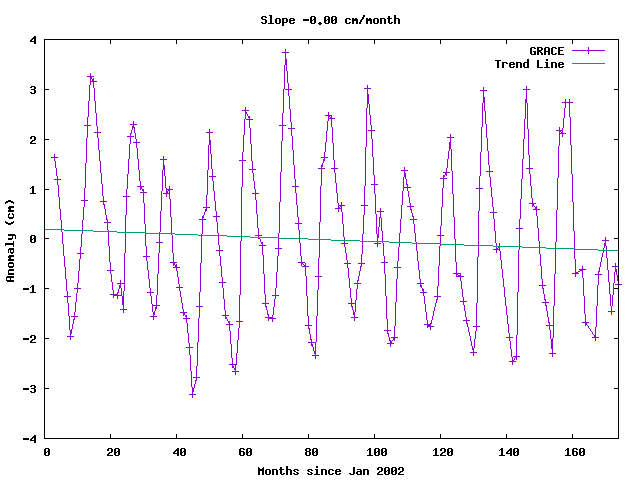 Slope -0.00 cm/month
GRACE
Trend Line
4
3
2
1
0
-1
-2
-3
-4
Anomaly (cm)
0 20 40 60 80 100 120 140 160
Months since Jan 2002